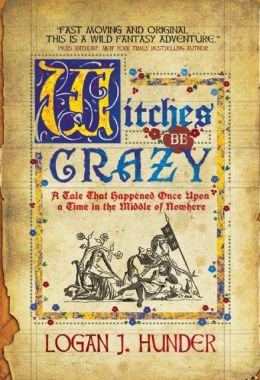 "FAST MOVING AND ORIGINAL,
THIS IS A WILD FANTASY ADVENTURE."
PIERS ANTHONY, NEW YORK TIMES BESTSELLING AUTHOR
Witches
BE
CRAZY
A Tale That Happened Once Upon
a Time in the Middle of Nowhere
LOGAN J. HUNDER